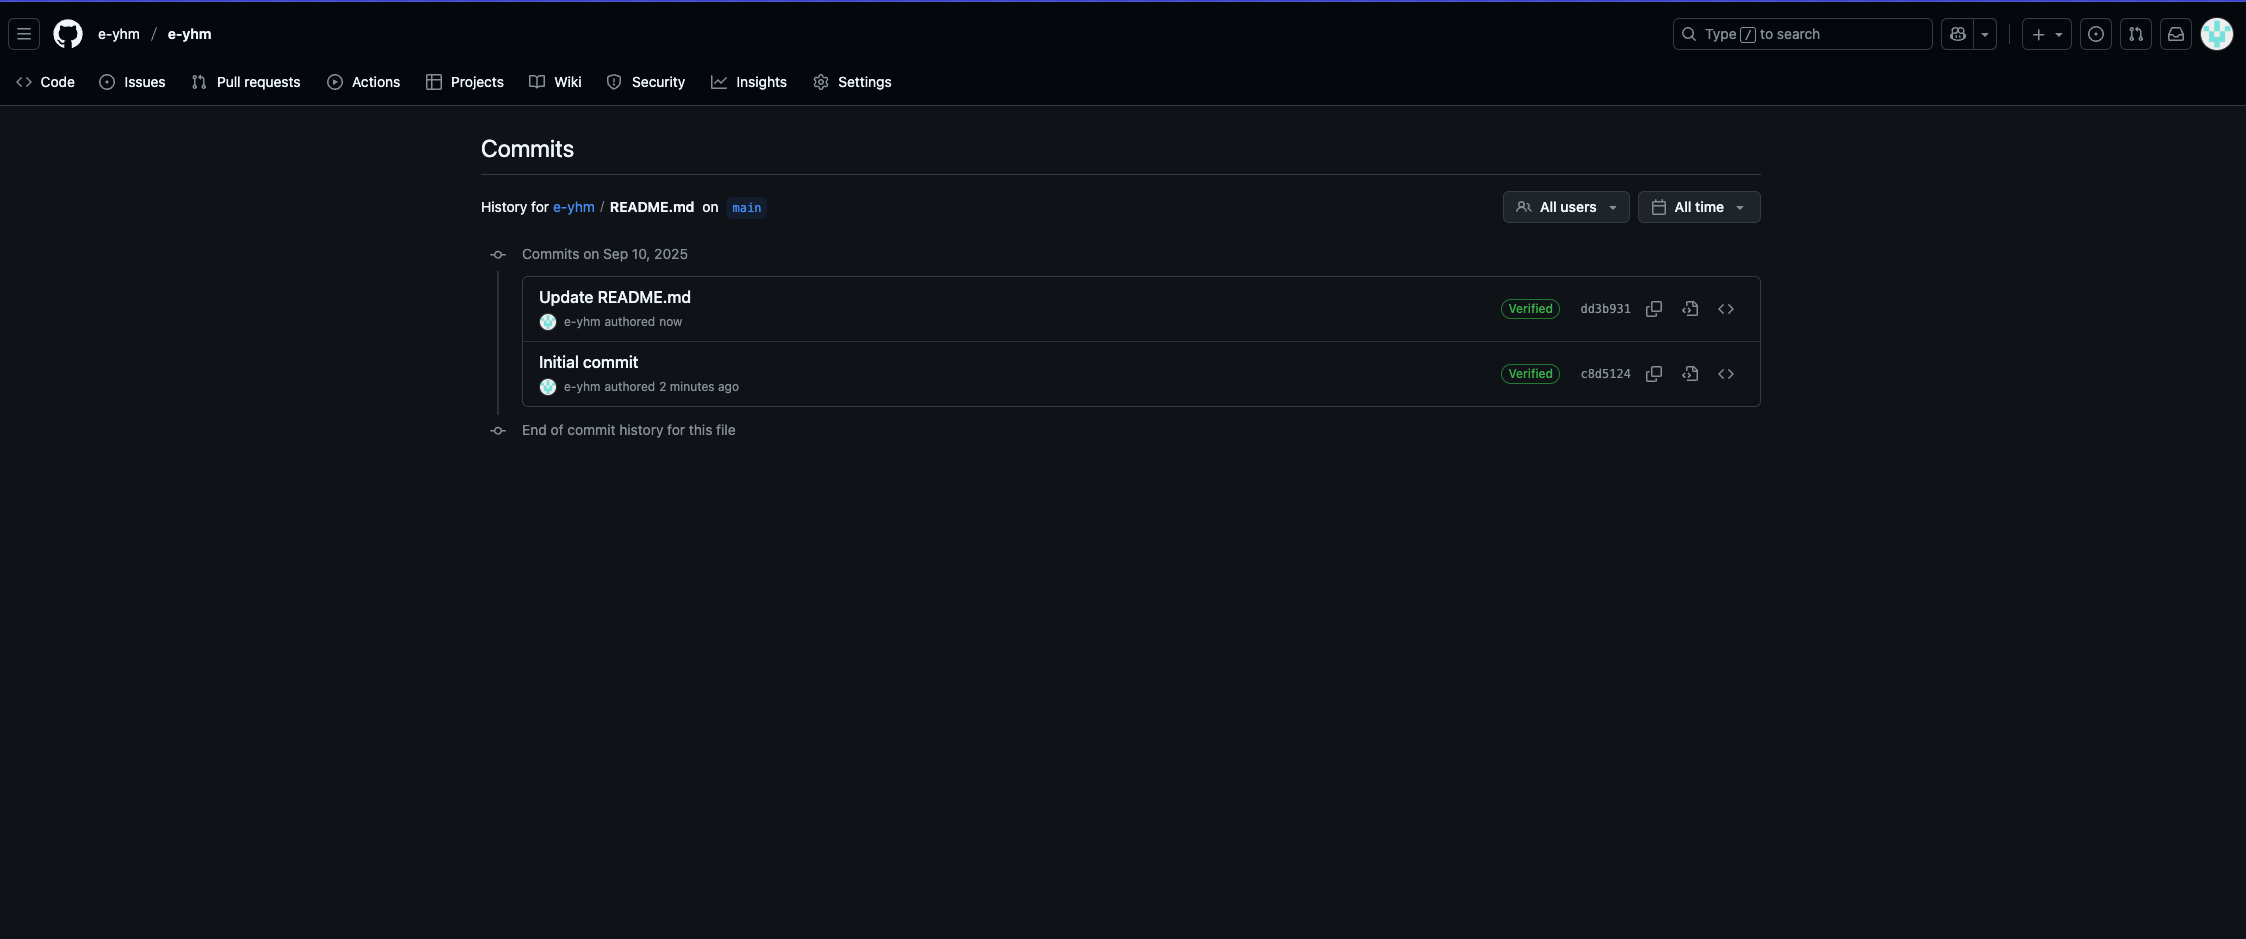 e-yhm / e-yhm
Type / to search
Code Issues Pull requests Actions Projects Wiki Security Insights Settings
Commits
History for e-yhm / README.md on main
All users All time
Commits on Sep 10, 2025
Update README.md
e-yhm authored now
Verified dd3b931
Initial commit
e-yhm authored 2 minutes ago
Verified c8d5124
End of commit history for this file